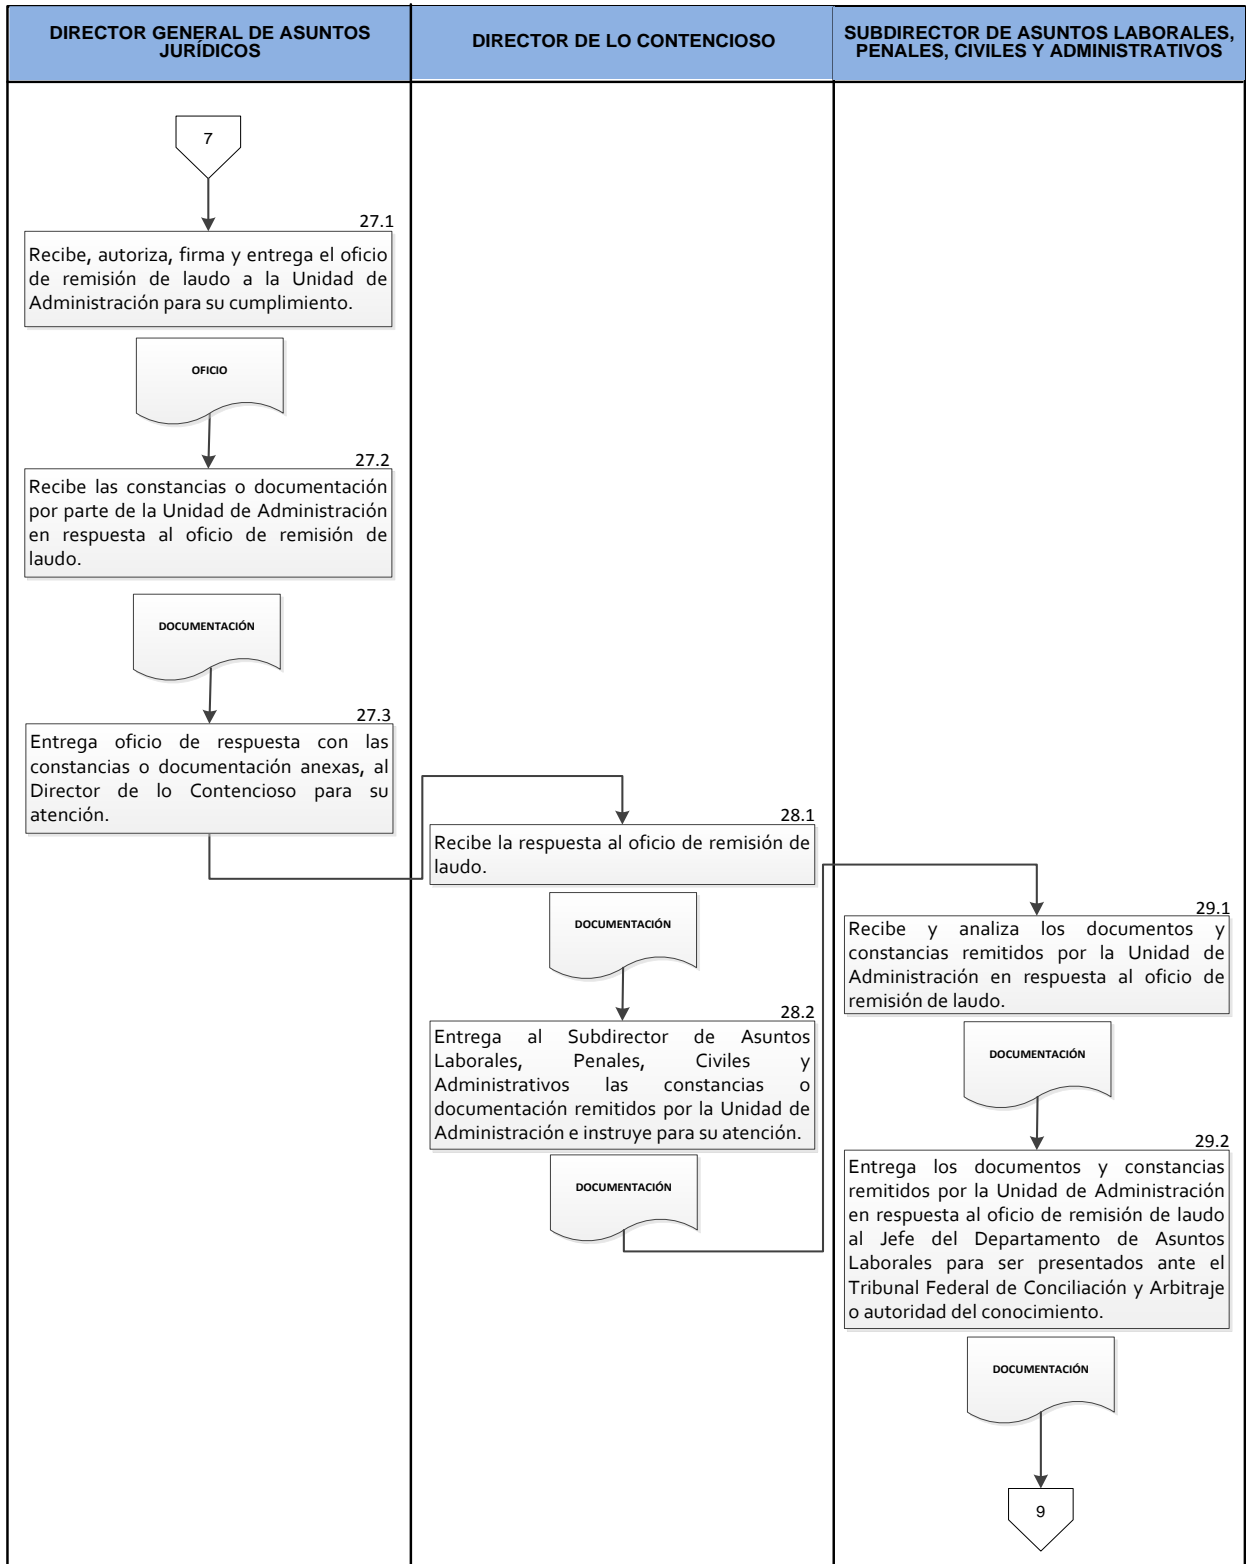 DIRECTOR GENERAL DE ASUNTOS
JURÍDICOS
DIRECTOR DE LO CONTENCIOSO
SUBDIRECTOR DE ASUNTOS LABORALES,
PENALES, CIVILES Y ADMINISTRATIVOS
7
27.1
Recibe, autoriza, firma y entrega el oficio
de remisión de laudo a la Unidad de
Administración para su cumplimiento.
OFICIO
27.2
Recibe las constancias o documentación
por parte de la Unidad de Administración
en respuesta al oficio de remisión de
laudo.
DOCUMENTACIÓN
27.3
Entrega oficio de respuesta con las
constancias o documentación anexas, al
Director de lo Contencioso para su
atención.
28.1
Recibe la respuesta al oficio de remisión de
laudo.
DOCUMENTACIÓN
28.2
Entrega al Subdirector de Asuntos
Laborales, Penales, Civiles y
Administrativos las constancias o
documentación remitidos por la Unidad de
Administración e instruye para su atención.
DOCUMENTACIÓN
29.1
Recibe y analiza los documentos y
constancias remitidos por la Unidad de
Administración en respuesta al oficio de
remisión de laudo.
DOCUMENTACIÓN
29.2
Entrega los documentos y constancias
remitidos por la Unidad de Administración
en respuesta al oficio de remisión de laudo
al Jefe del Departamento de Asuntos
Laborales para ser presentados ante el
Tribunal Federal de Conciliación y Arbitraje
o autoridad del conocimiento.
DOCUMENTACIÓN
9